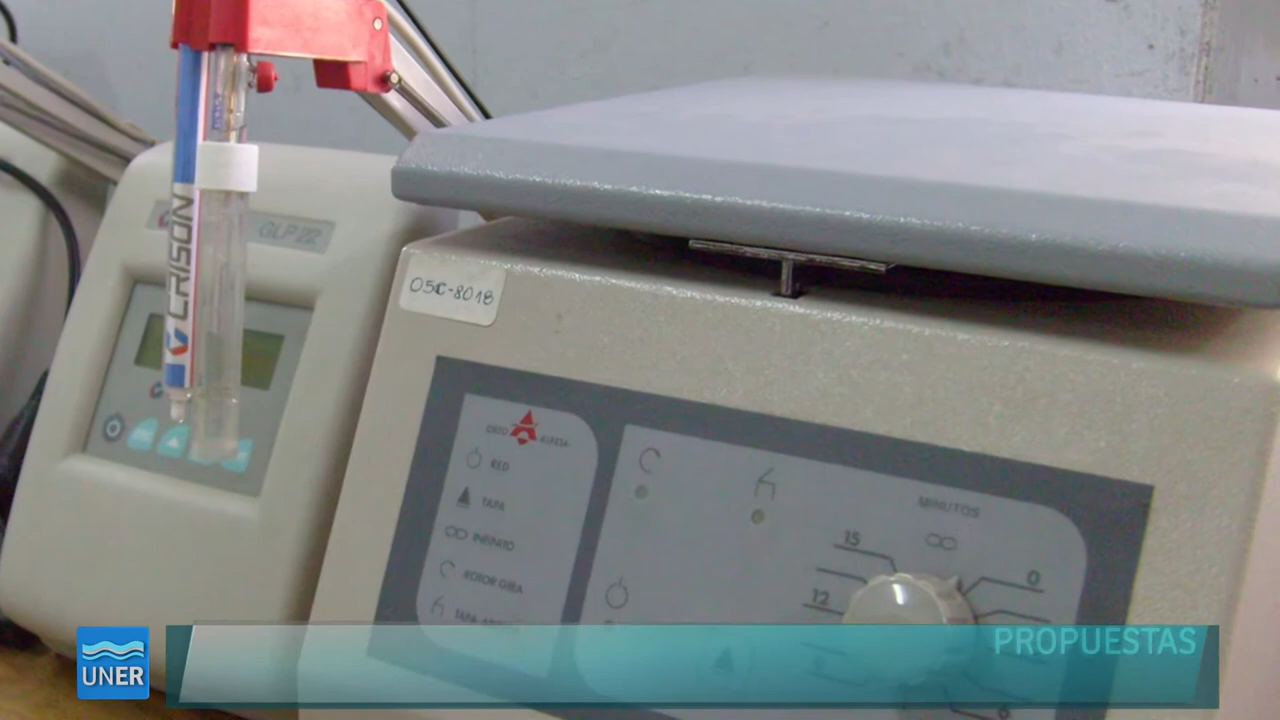 CRISON
GLP 22
05C-8018
ORTO ALRESA
RED
TAPA
INFINITO
ROTOR GIRA
MINUTOS
15
0
12
PROPUESTAS
UNER